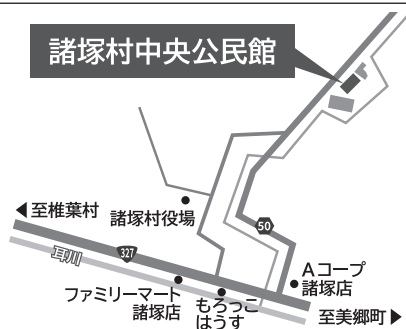 諸塚村中央公民館
◀至椎葉村
諸塚村役場
50
327
耳川
Aコープ
諸塚店
ファミリーマート
諸塚店
もろっこ
はうす
至美郷町▶